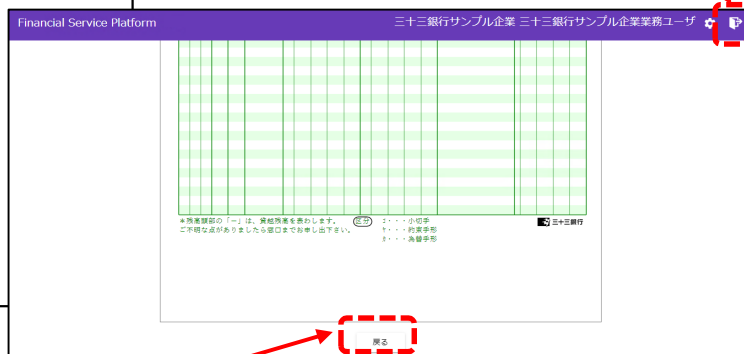 Financial Service Platform
三十三銀行サンプル企業 三十三銀行サンプル企業業務ユーザ
*残高額部の「-」は、貸越残高を表わします。 区分 ｺ・・・小切手
ご不明な点がありましたら窓口までお申し出下さい。 ﾔ・・・約束手形
ｶ・・・為替手形
三十三銀行
戻る